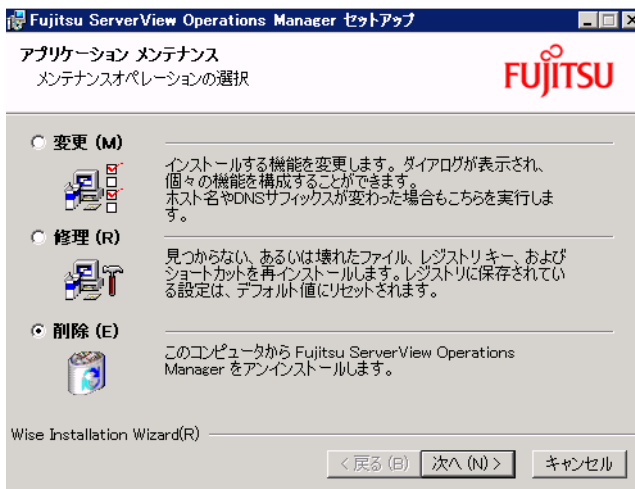 Fujitsu ServerView Operations Manager セットアップ
アプリケーション メンテナンス
メンテナンスオペレーションの選択
FUJITSU
変更 (M)
インストールする機能を変更します。ダイアログが表示され、
個々の機能を構成することができます。
ホスト名やDNSサフィックスが変わった場合もこちらを実行しま
す。
修理 (R)
見つからない、あるいは壊れたファイル、レジストリ キー、および
ショートカットを再インストールします。レジストリに保存されてい
る設定は、デフォルト値にリセットされます。
削除 (E)
このコンピュータから Fujitsu ServerView Operations
Manager をアンインストールします。
Wise Installation Wizard(R)
< 戻る (B)
次へ (N) >
キャンセル